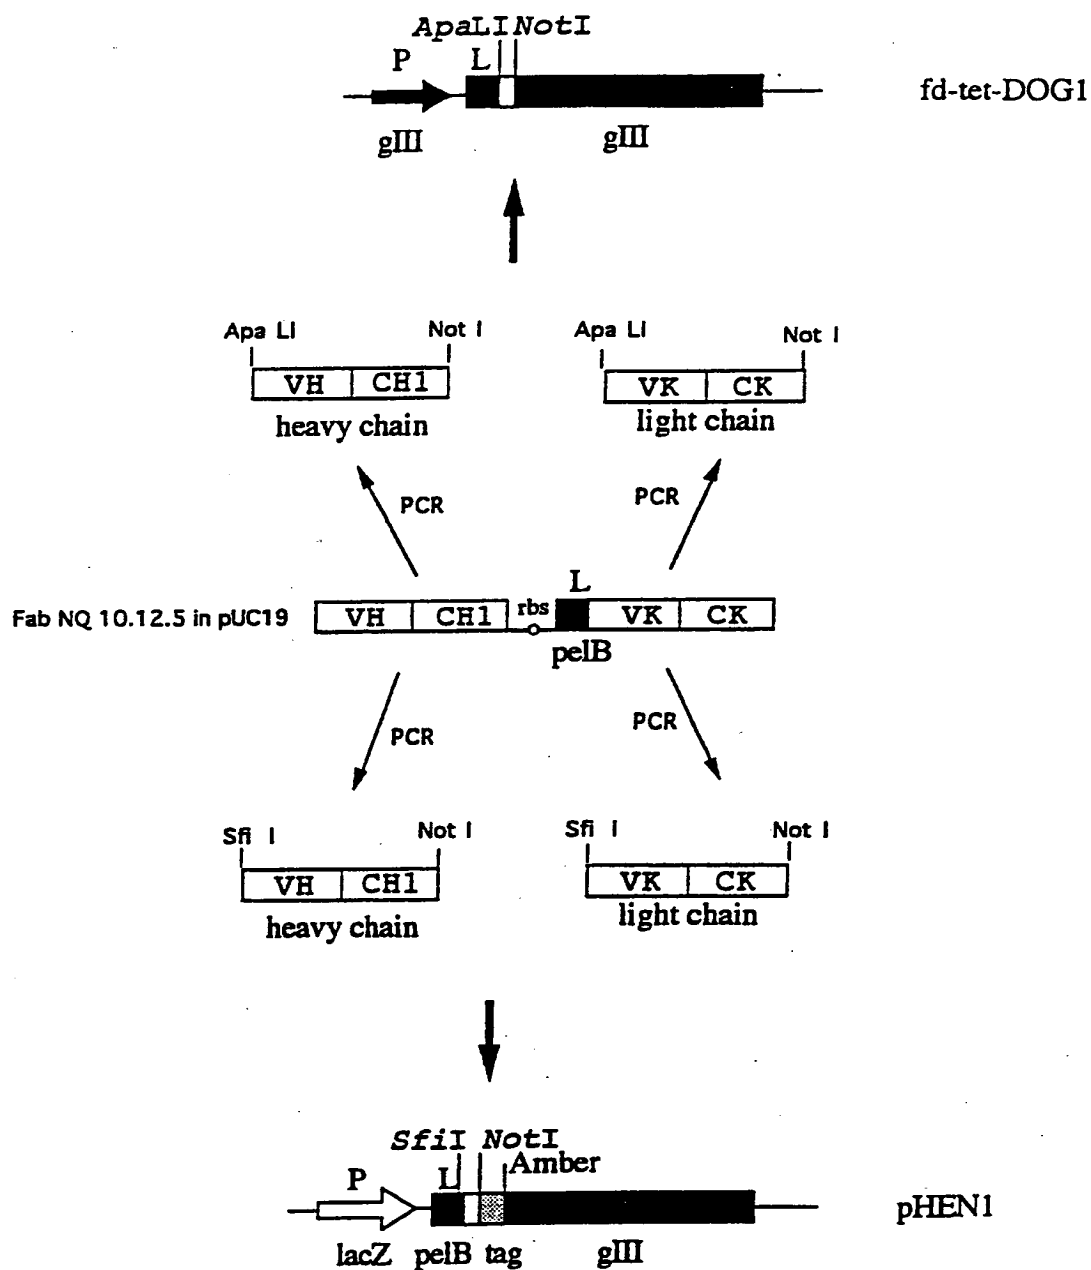 ApaLI NotI
P L
fd-tet-DOG1
gIII gIII
Apa LI Not I Apa LI Not I
VH CH1 VK CK
heavy chain light chain
PCR PCR
L
Fab NQ 10.12.5 in pUC19 VH CH1 rbs VK CK
pelB
PCR PCR
Sfi I Not I Sfi I Not I
VH CH1 VK CK
heavy chain light chain
SfiI NotI
P L Amber
pHEN1
lacZ pelB tag gIII